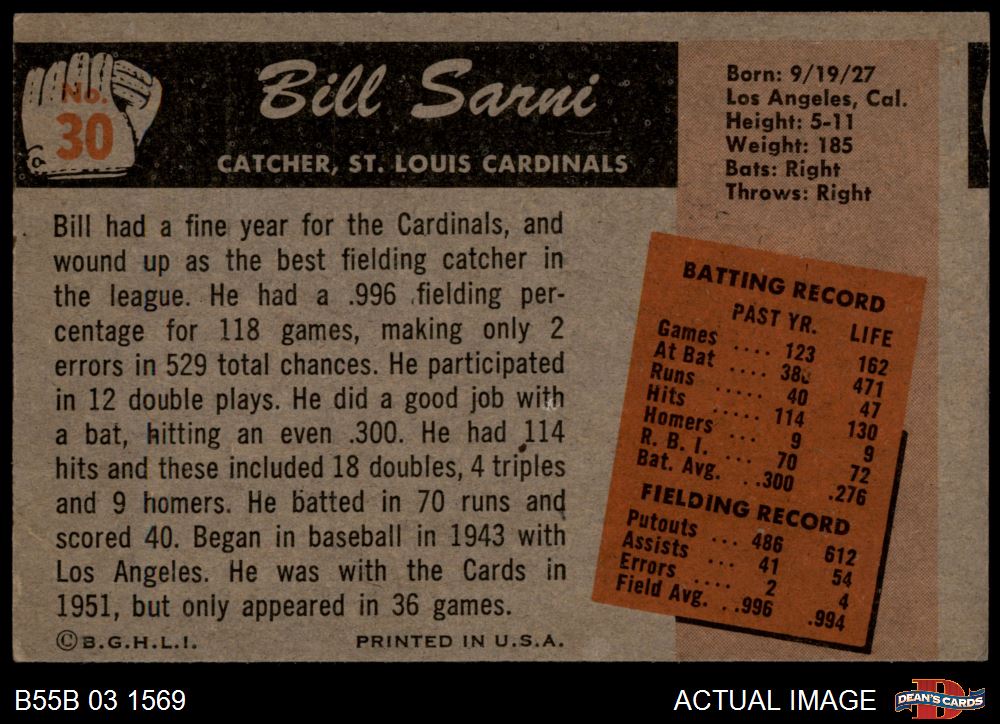 No.
30
Bill Sarni
CATCHER, ST. LOUIS CARDINALS
Born: 9/19/27
Los Angeles, Cal.
Height: 5-11
Weight: 185
Bats: Right
Throws: Right
Bill had a fine year for the Cardinals, and
wound up as the best fielding catcher in
the league. He had a .996 fielding per-
centage for 118 games, making only 2
errors in 529 total chances. He participated
in 12 double plays. He did a good job with
a bat, hitting an even .300. He had 114
hits and these included 18 doubles, 4 triples
and 9 homers. He batted in 70 runs and
scored 40. Began in baseball in 1943 with
Los Angeles. He was with the Cards in
1951, but only appeared in 36 games.
©B.G.H.L.I. PRINTED IN U.S.A.
BATTING RECORD
PAST YR. LIFE
Games .... 123 162
At Bat .... 471
Runs 40 47
Hits ..... 114 130
Homers ... 9 9
R. B. I. ... 70 72
Bat. Avg. ..300 .276
FIELDING RECORD
Putouts ... 486 612
Assists ... 41 54
Errors .... 2 4
Field Avg. ..996 .994
B55B 03 1569 ACTUAL IMAGE
DEAN'S CARDS